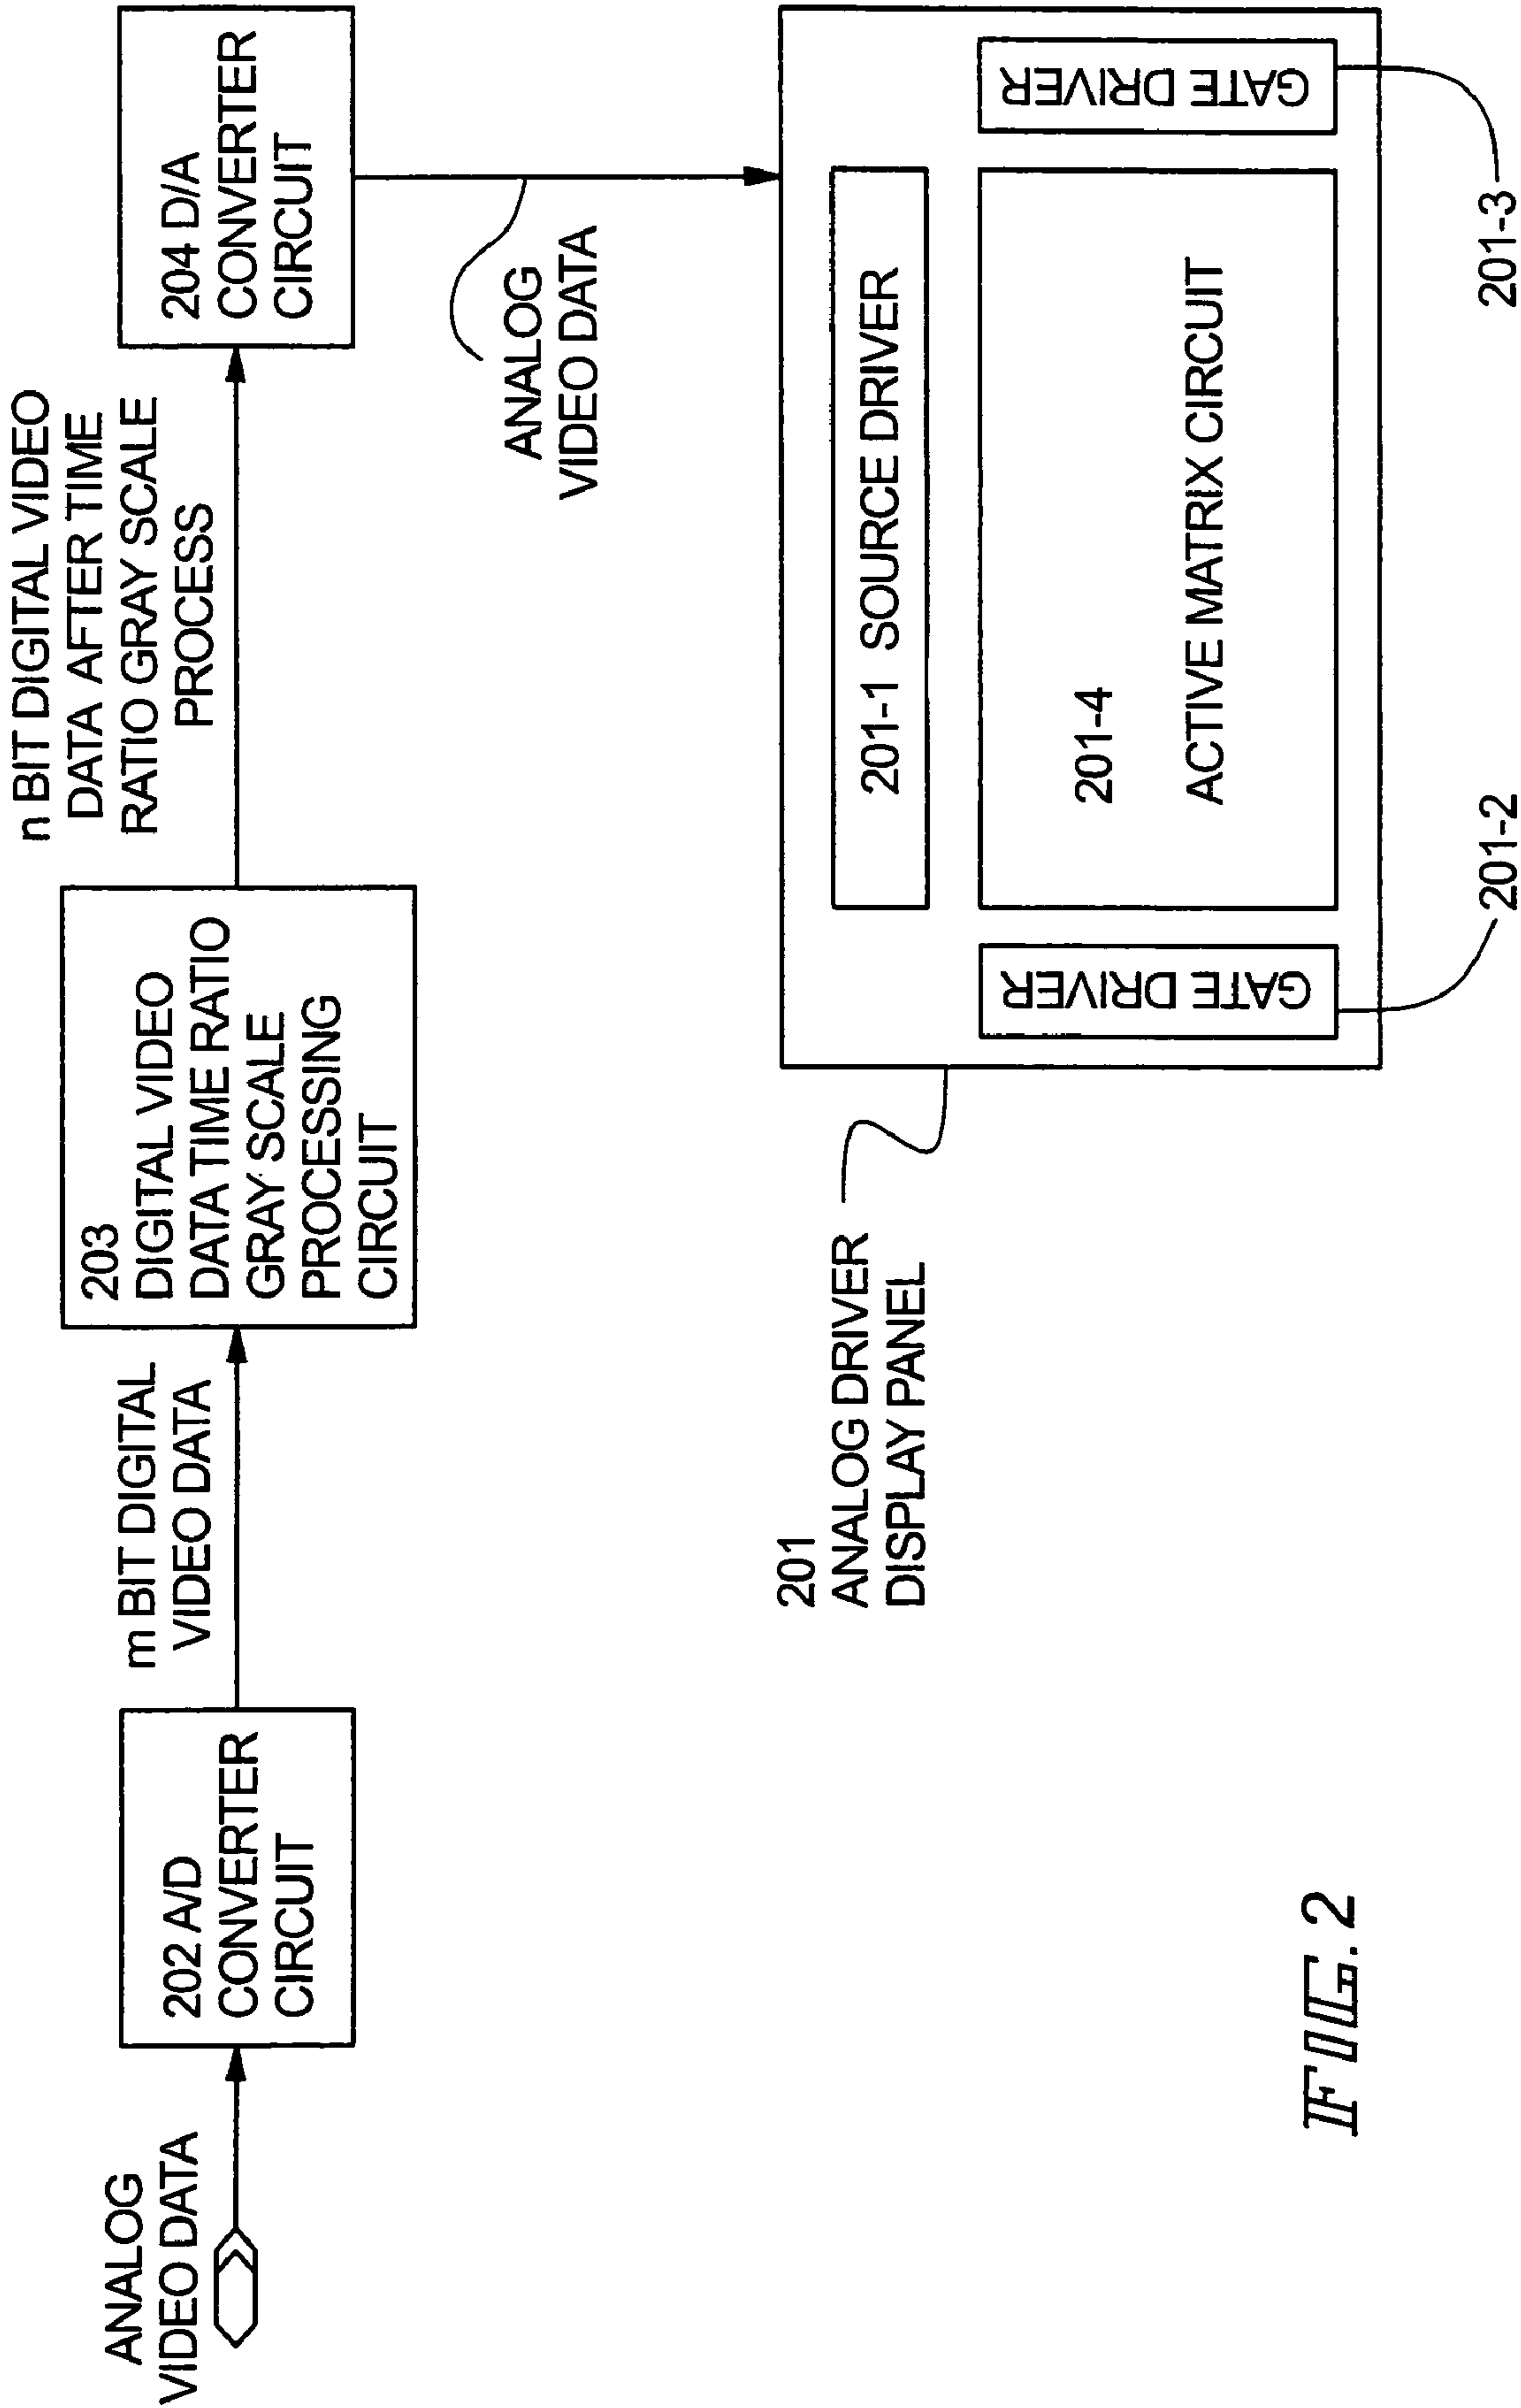 ANALOG
VIDEO DATA
202 A/D
CONVERTER
CIRCUIT
m BIT DIGITAL
VIDEO DATA
203
DIGITAL VIDEO
DATA TIME RATIO
GRAY SCALE
PROCESSING
CIRCUIT
n BIT DIGITAL VIDEO
DATA AFTER TIME
RATIO GRAY SCALE
PROCESS
204 D/A
CONVERTER
CIRCUIT
ANALOG
VIDEO DATA
201
ANALOG DRIVER
DISPLAY PANEL
201-1 SOURCE DRIVER
GATE DRIVER
201-4
ACTIVE MATRIX CIRCUIT
GATE DRIVER
201-2
201-3
FIG. 2